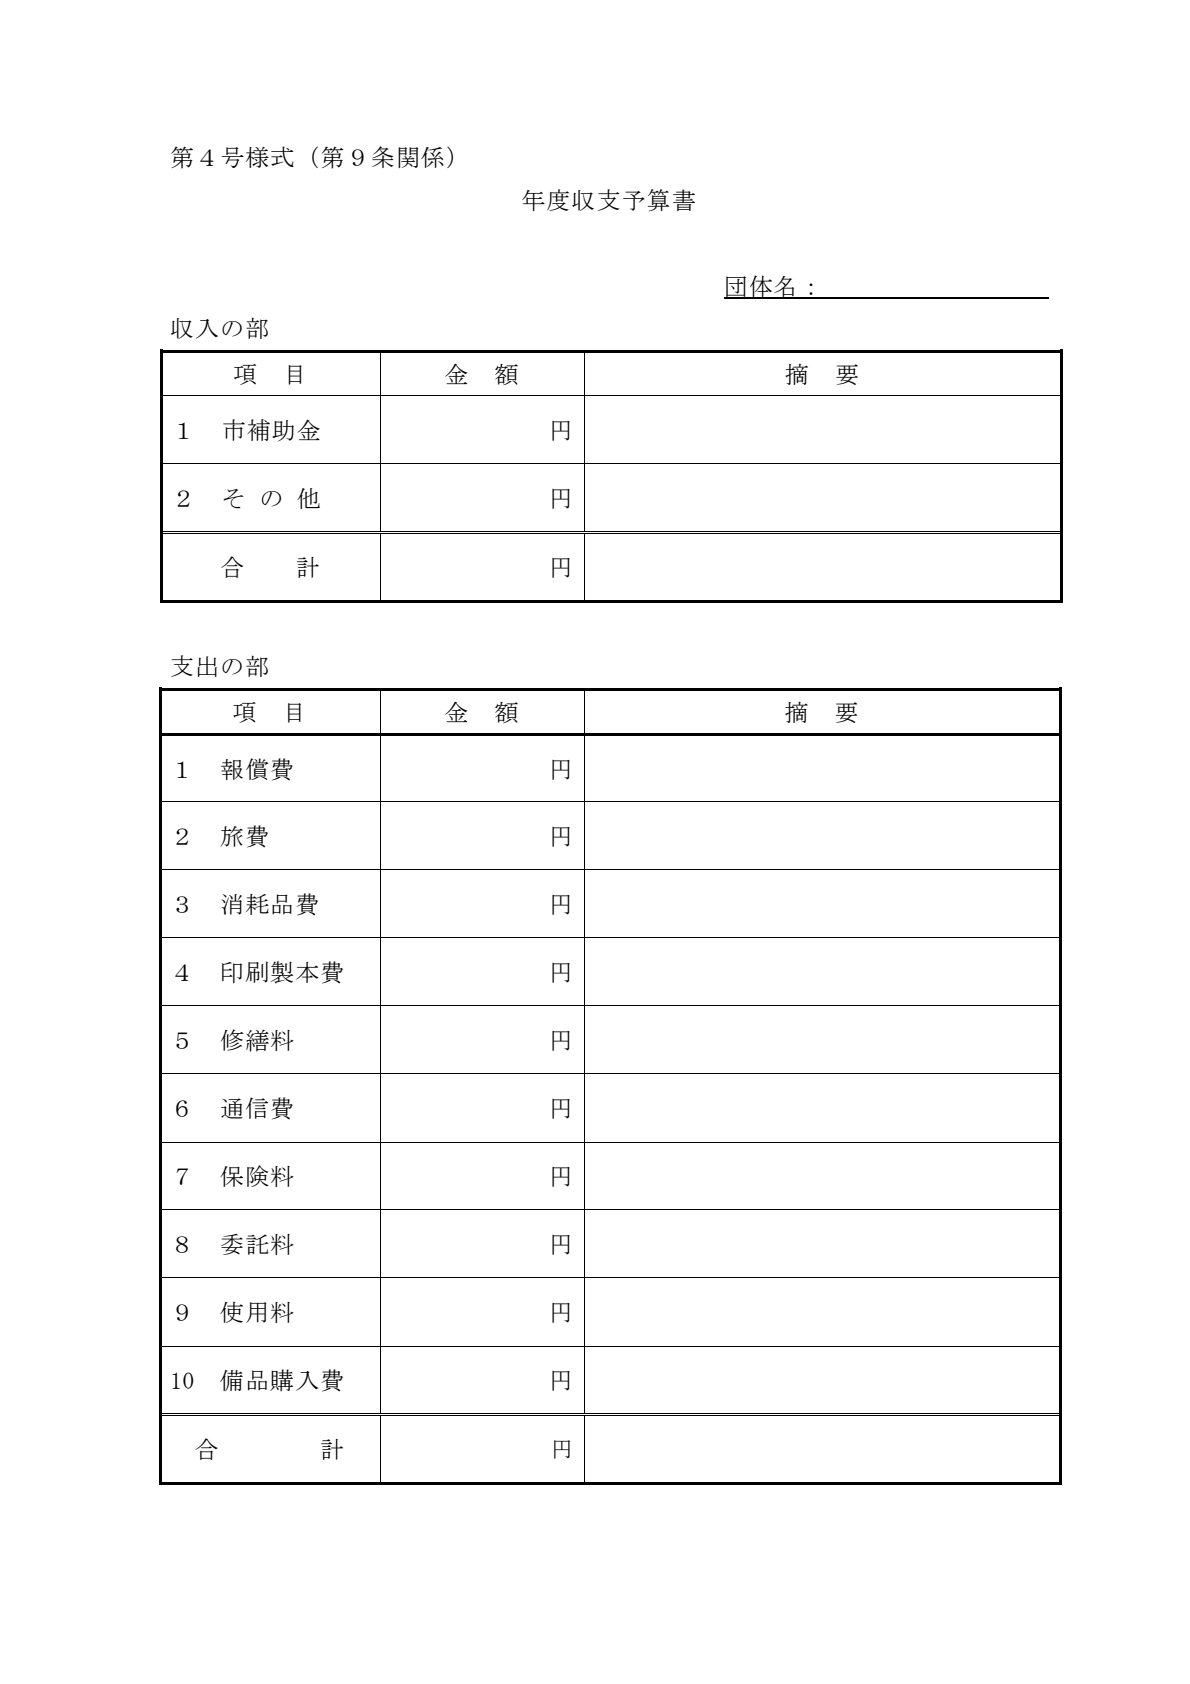 第４号様式（第９条関係）
年度収支予算書
団体名：
収入の部
項　目　金　額　摘　要
１　市補助金　円
２　そ の 他　円
合　　計　円
支出の部
項　目　金　額　摘　要
１　報償費　円
２　旅費　円
３　消耗品費　円
４　印刷製本費　円
５　修繕料　円
６　通信費　円
７　保険料　円
８　委託料　円
９　使用料　円
10　備品購入費　円
合　　　　計　円